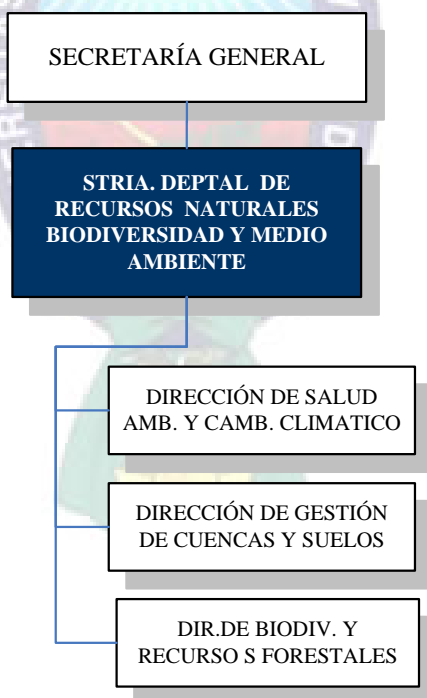 SECRETARÍA GENERAL
STRIA. DEPTAL DE
RECURSOS NATURALES
BIODIVERSIDAD Y MEDIO
AMBIENTE
DIRECCIÓN DE SALUD
AMB. Y CAMB. CLIMATICO
DIRECCIÓN DE GESTIÓN
DE CUENCAS Y SUELOS
DIR.DE BIODIV. Y
RECURSO S FORESTALES